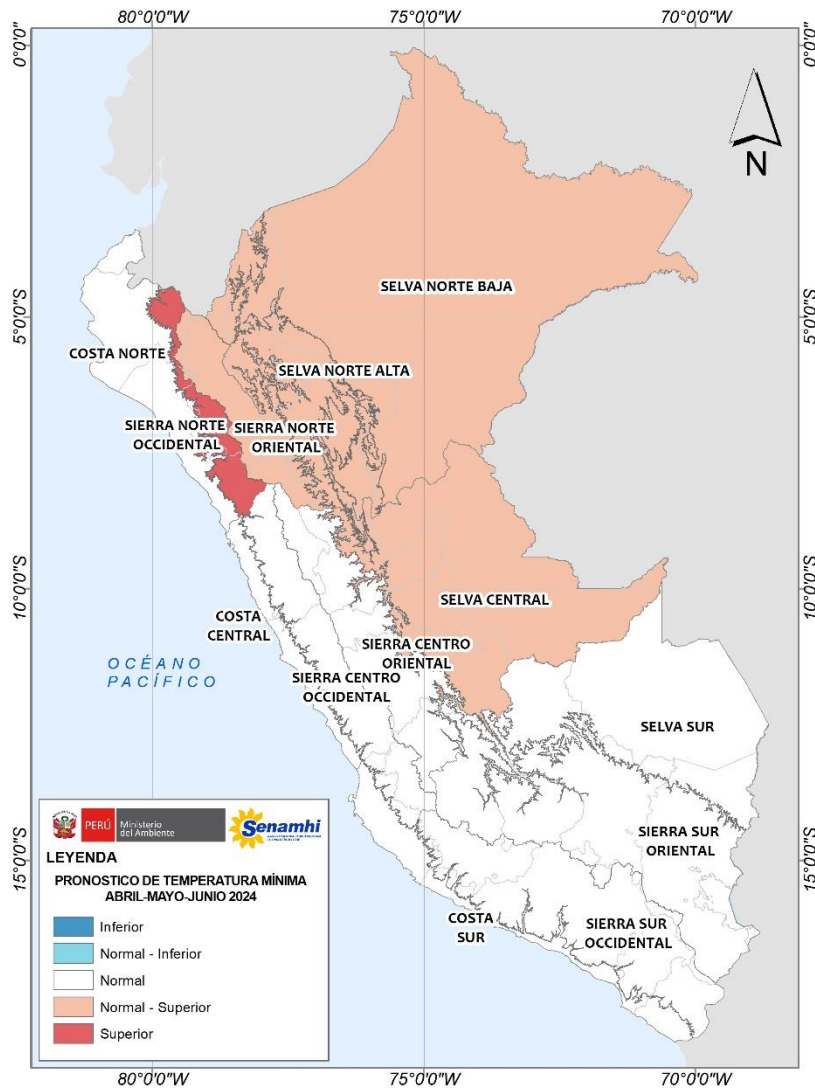 80°0'0"W 75°0'0"W 70°0'0"W
0°0'0" 0°0'0"
N
SELVA NORTE BAJA
5°0'0"S 5°0'0"S
COSTA NORTE
SELVA NORTE ALTA
SIERRA NORTE
OCCIDENTAL
SIERRA NORTE
ORIENTAL
10°0'0"S 10°0'0"S
SELVA CENTRAL
COSTA
CENTRAL
SIERRA CENTRO
ORIENTAL
OCÉANO
PACÍFICO
SIERRA CENTRO
OCCIDENTAL
SELVA SUR
PERÚ
Ministerio
del Ambiente
Senamhi
LEYENDA
SIERRA SUR
ORIENTAL
15°0'0"S 15°0'0"S
PRONOSTICO DE TEMPERATURA MÍNIMA
ABRIL-MAYO-JUNIO 2024
COSTA
SUR
SIERRA SUR
OCCIDENTAL
Inferior
Normal - Inferior
Normal
Normal - Superior
Superior
80°0'0"W 75°0'0"W 70°0'0"W